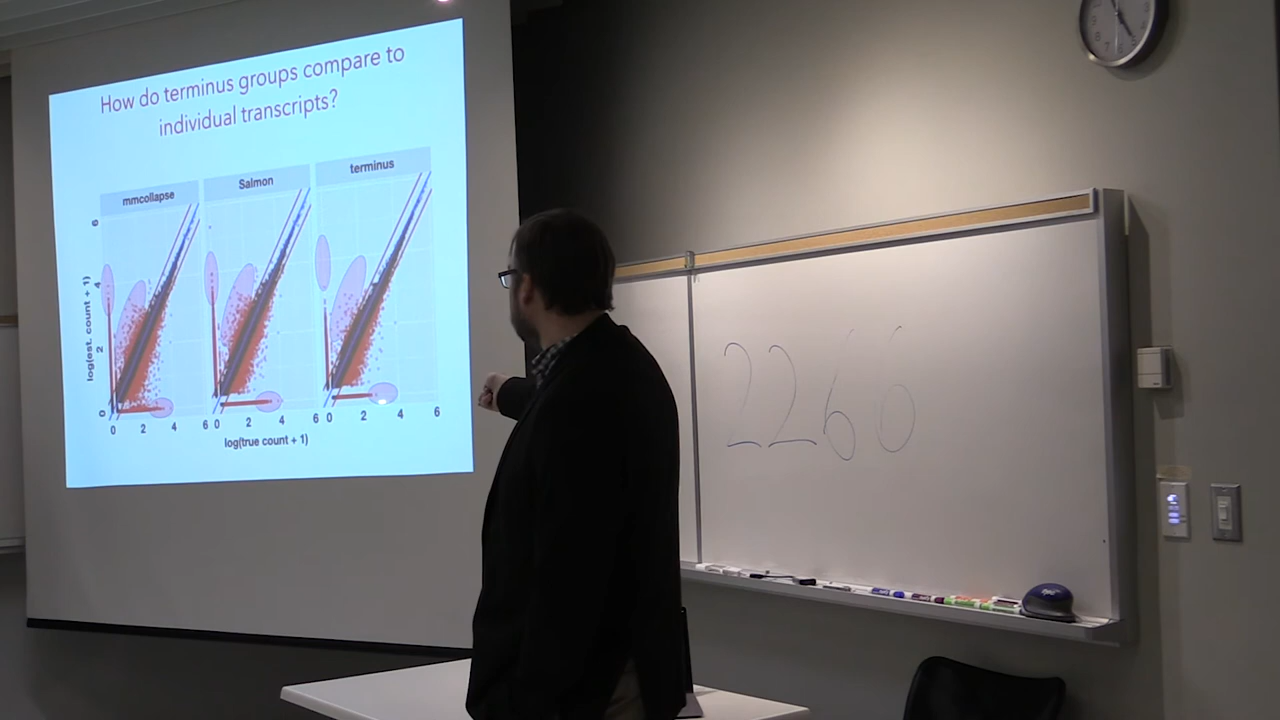 How do terminus groups compare to
individual transcripts?
mmcollapse
Salmon
terminus
log(est. count + 1)
6
4
2
0
0 2 4 6
0 2 4 6
0 2 4 6
log(true count + 1)
2260